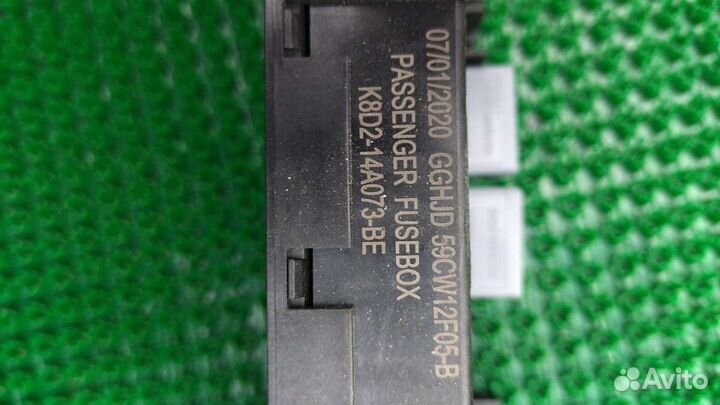 07/01/2020 GGHJD 59CW12F05-B
PASSENGER FUSEBOX
K8D2-14A073-BE
Avito